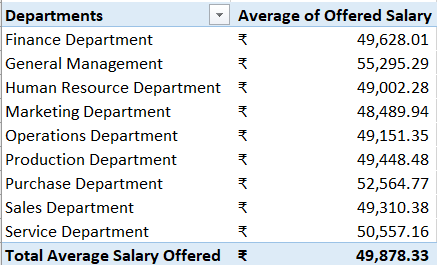 Departments Average of Offered Salary
Finance Department ₹ 49,628.01
General Management ₹ 55,295.29
Human Resource Department ₹ 49,002.28
Marketing Department ₹ 48,489.94
Operations Department ₹ 49,151.35
Production Department ₹ 49,448.48
Purchase Department ₹ 52,564.77
Sales Department ₹ 49,310.38
Service Department ₹ 50,557.16
Total Average Salary Offered ₹ 49,878.33